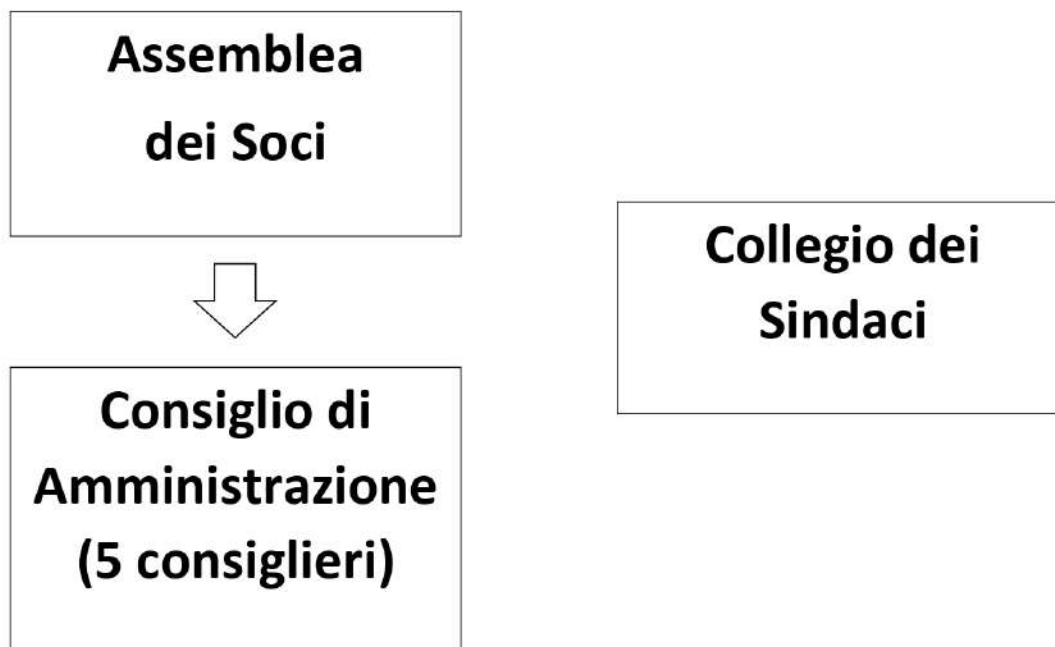 Assemblea
dei Soci
Collegio dei
Sindaci
Consiglio di
Amministrazione
(5 consiglieri)